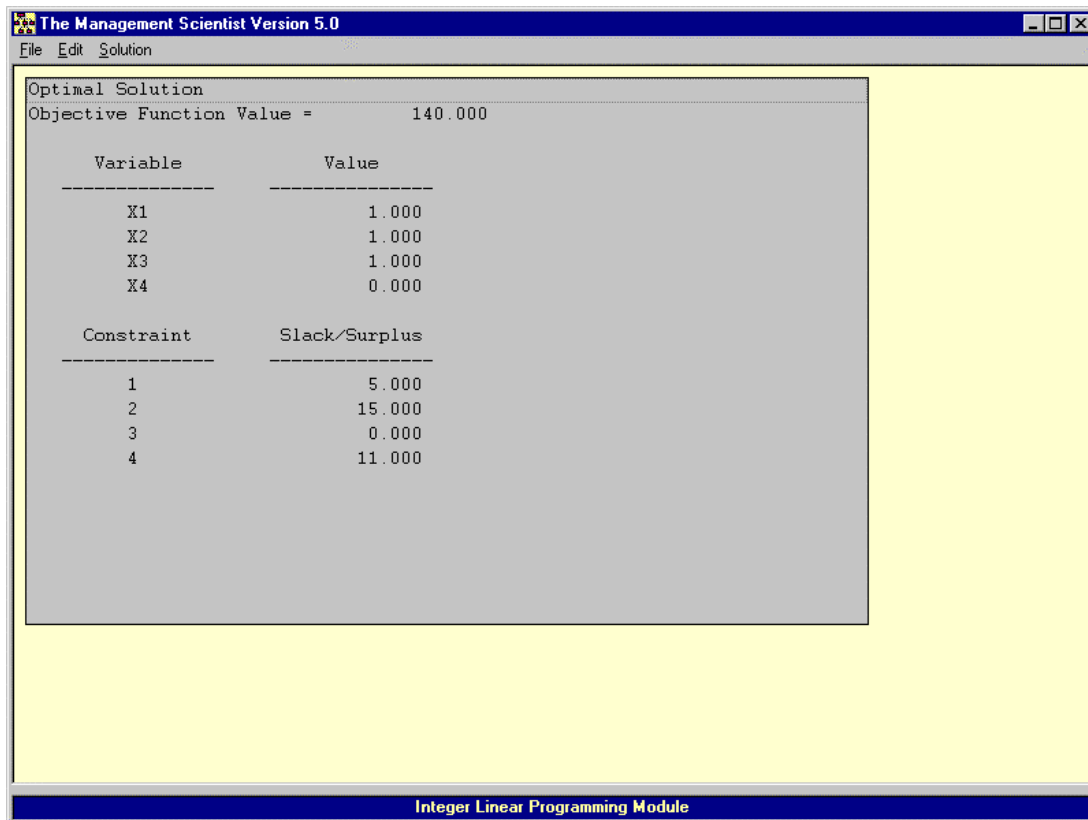 The Management Scientist Version 5.0
File Edit Solution
Optimal Solution
Objective Function Value = 140.000
Variable Value
-------------- ---------------
X1 1.000
X2 1.000
X3 1.000
X4 0.000
Constraint Slack/Surplus
-------------- ---------------
1 5.000
2 15.000
3 0.000
4 11.000
Integer Linear Programming Module